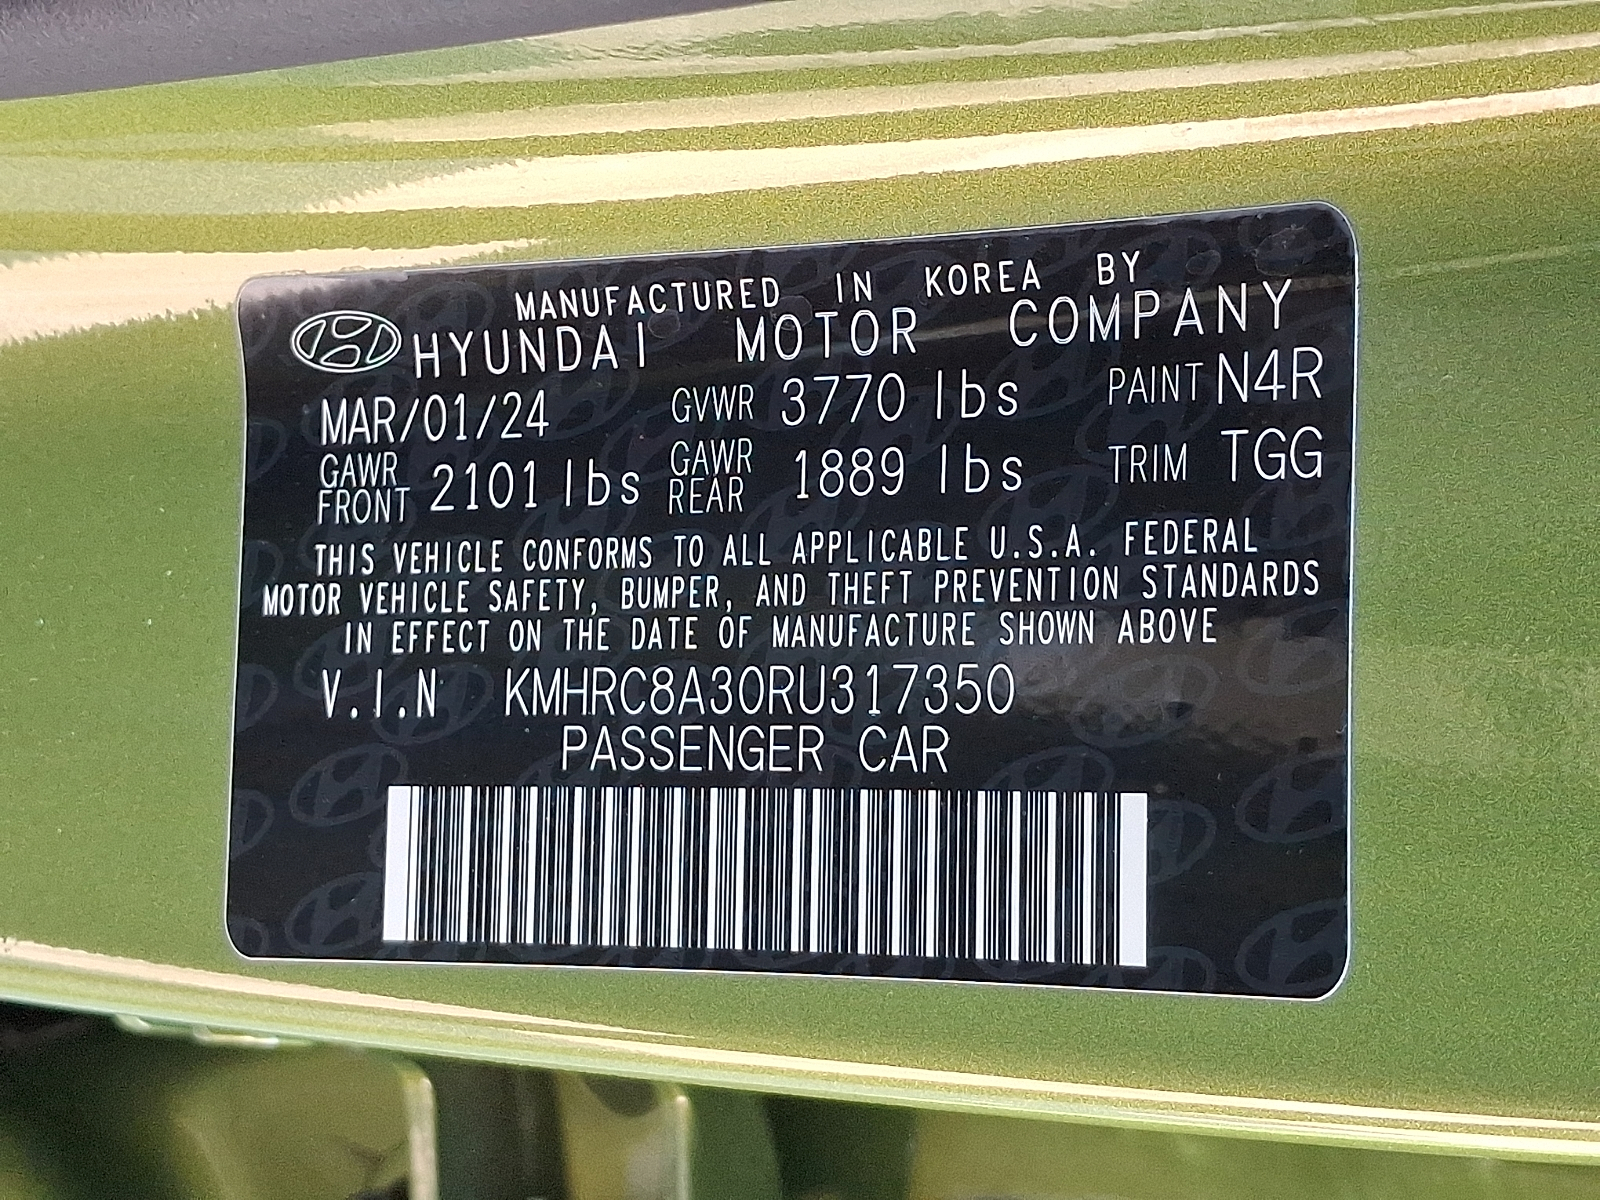 MANUFACTURED IN KOREA BY
HYUNDAI MOTOR COMPANY
MAR/01/24 GVWR 3770 lbs PAINT N4R
GAWR FRONT 2101 lbs GAWR REAR 1889 lbs TRIM TGG
THIS VEHICLE CONFORMS TO ALL APPLICABLE U.S.A. FEDERAL
MOTOR VEHICLE SAFETY, BUMPER, AND THEFT PREVENTION STANDARDS
IN EFFECT ON THE DATE OF MANUFACTURE SHOWN ABOVE
V.I.N KMHRC8A30RU317350
PASSENGER CAR